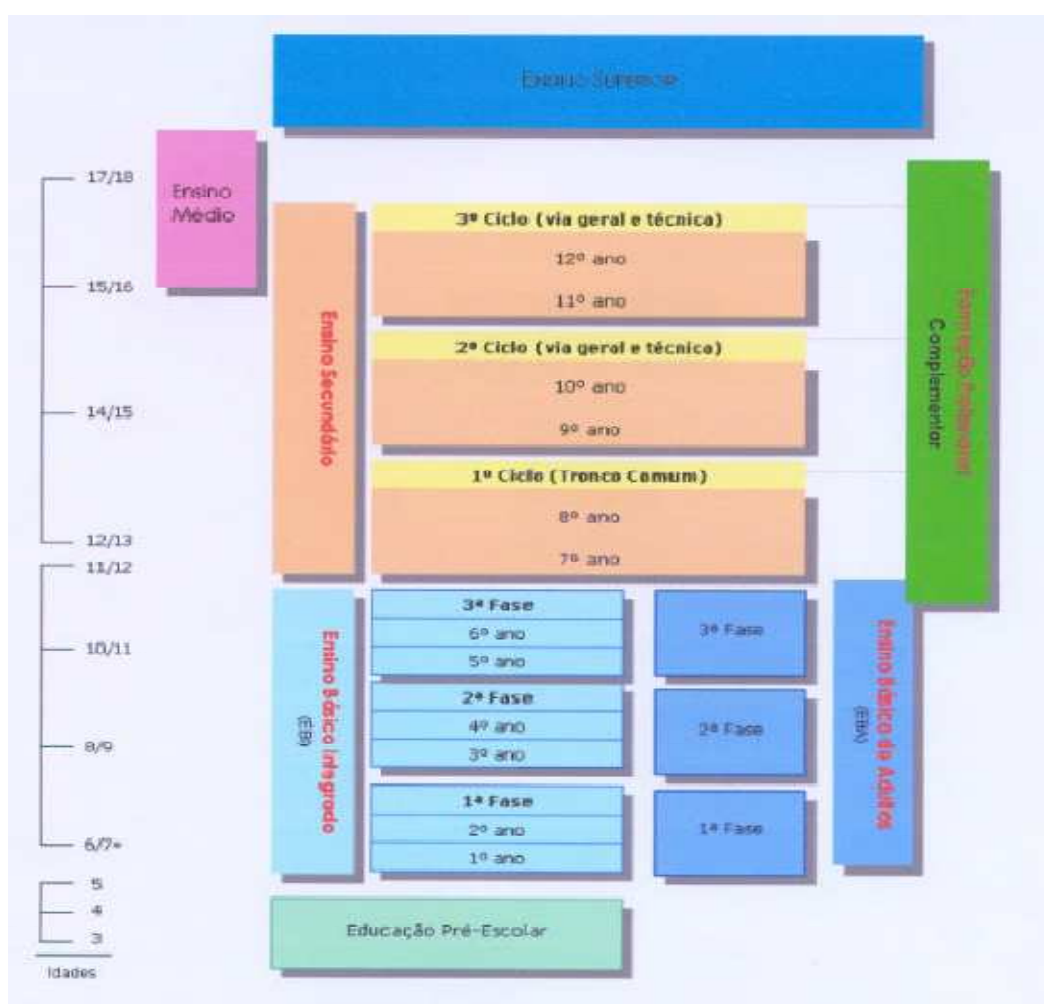 Ensino Superior
17/18
Ensino
Médio
3º Ciclo (via geral e técnica)
12º ano
11º ano
15/16
Ensino Secundário
2º Ciclo (via geral e técnica)
10º ano
9º ano
14/15
1º Ciclo (Tronco Comum)
8º ano
7º ano
12/13
Formação Profissional
Complementar
11/12
Ensino Básico Integrado
(EBI)
3ª Fase
6º ano
5º ano
3ª Fase
10/11
2ª Fase
4º ano
3º ano
2ª Fase
8/9
1ª Fase
2º ano
1º ano
1ª Fase
6/7*
Ensino Básico de Adultos
(EBA)
5
4
3
Educação Pré-Escolar
Idades